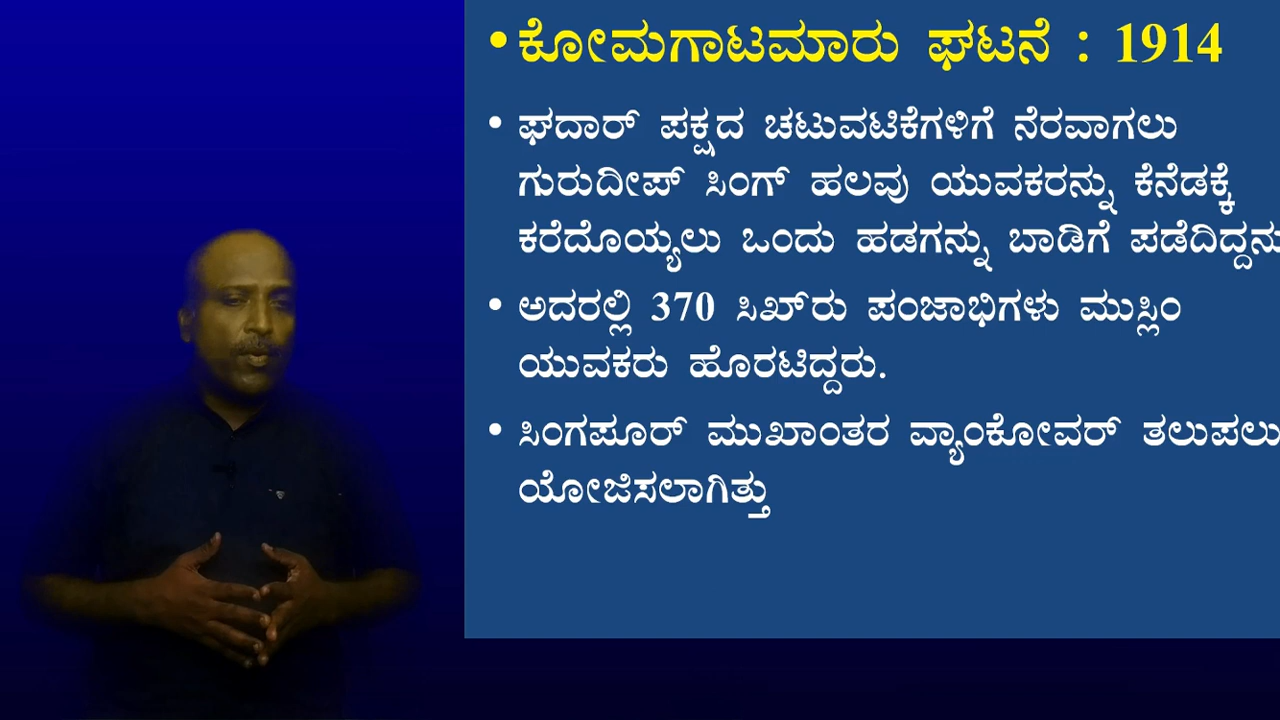 • ಕೋಮಗಾಟಮಾರು ಘಟನೆ : 1914
• ಘದಾರ್ ಪಕ್ಷದ ಚಟುವಟಿಕೆಗಳಿಗೆ ನೆರವಾಗಲು
ಗುರುದೀಪ್ ಸಿಂಗ್ ಹಲವು ಯುವಕರನ್ನು ಕೆನೆಡಕ್ಕೆ
ಕರೆದೊಯ್ಯಲು ಒಂದು ಹಡಗನ್ನು ಬಾಡಿಗೆ ಪಡೆದಿದ್ದನು
• ಅದರಲ್ಲಿ 370 ಸಿಖ್‌ರು ಪಂಜಾಭಿಗಳು ಮುಸ್ಲಿಂ
ಯುವಕರು ಹೊರಟಿದ್ದರು.
• ಸಿಂಗಪೂರ್ ಮುಖಾಂತರ ವ್ಯಾಂಕೋವರ್ ತಲುಪಲು
ಯೋಜಿಸಲಾಗಿತ್ತು